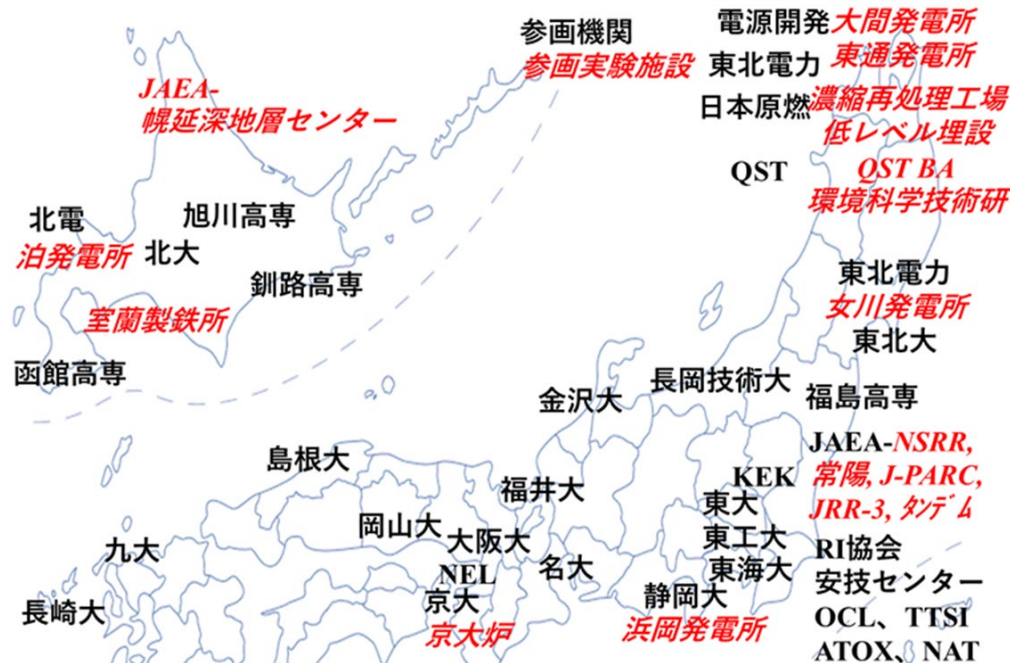 参画機関
参画実験施設
電源開発 大間発電所
東北電力 東通発電所
日本原燃 濃縮再処理工場
低レベル埋設
QST QST BA
環境科学技術研
JAEA-
幌延深地層センター
北電
泊発電所
旭川高専
北大
釧路高専
室蘭製鉄所
函館高専
東北電力
女川発電所
東北大
長岡技術大
福島高専
金沢大
JAEA-NSRR,
常陽, J-PARC,
JRR-3, タンデム
KEK
東大
東工大
東海大
静岡大
浜岡発電所
島根大
福井大
岡山大
大阪大
名大
NEL
京大
京大炉
九大
長崎大
RI協会
安技センター
OCL、TTSI
ATOX、NAT